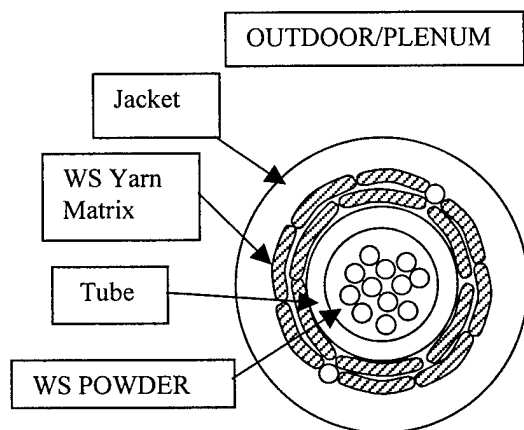 OUTDOOR/PLENUM
Jacket
WS Yarn
Matrix
Tube
WS POWDER